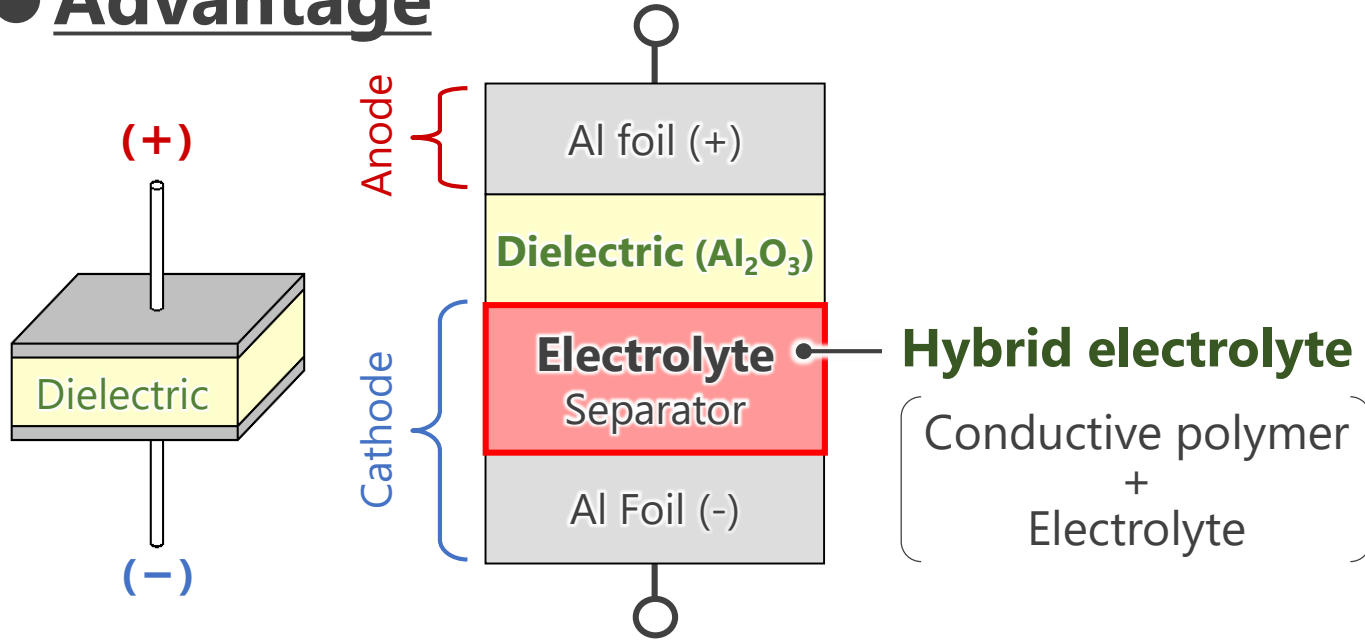 Advantage
(+)
Dielectric
(−)
Anode
Cathode
Al foil (+)
Dielectric (Al₂O₃)
Electrolyte
Separator
Al Foil (-)
Hybrid electrolyte
Conductive polymer
+
Electrolyte